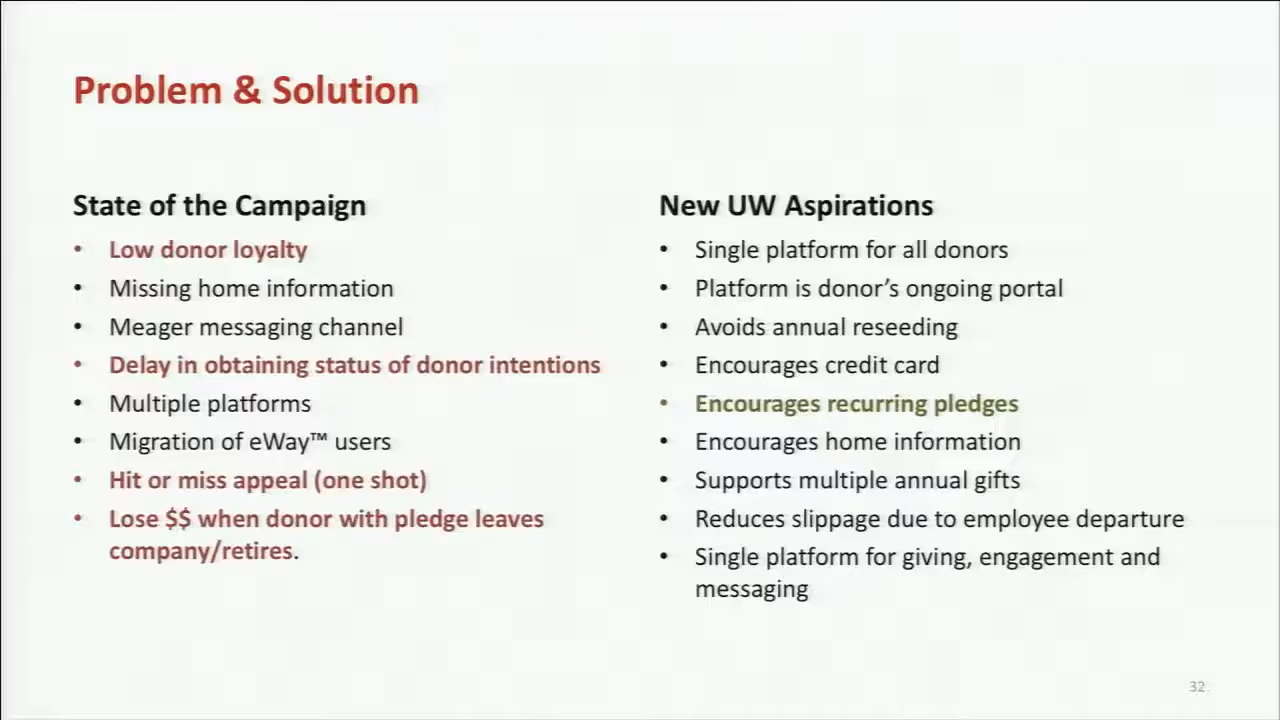 Problem & Solution
State of the Campaign
• Low donor loyalty
• Missing home information
• Meager messaging channel
• Delay in obtaining status of donor intentions
• Multiple platforms
• Migration of eWay™ users
• Hit or miss appeal (one shot)
• Lose $$ when donor with pledge leaves
company/retires.
New UW Aspirations
• Single platform for all donors
• Platform is donor’s ongoing portal
• Avoids annual reseeding
• Encourages credit card
• Encourages recurring pledges
• Encourages home information
• Supports multiple annual gifts
• Reduces slippage due to employee departure
• Single platform for giving, engagement and
messaging
32